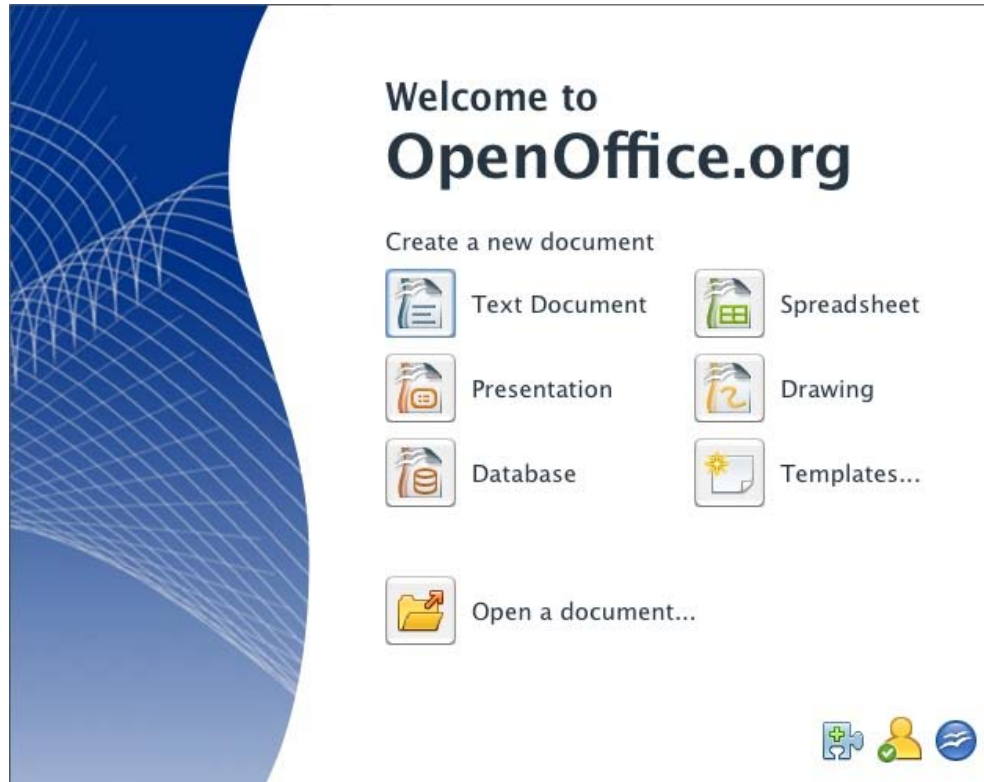 Welcome to
OpenOffice.org
Create a new document
Text Document
Spreadsheet
Presentation
Drawing
Database
Templates...
Open a document...